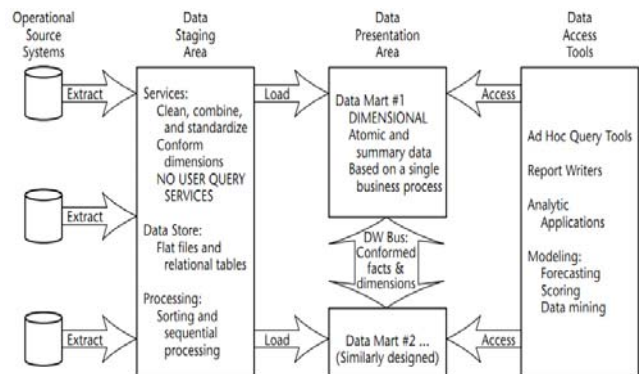 Operational
Source
Systems
Data
Staging
Area
Data
Presentation
Area
Data
Access
Tools
Extract
Extract
Extract
Services:
Clean, combine,
and standardize
Conform
dimensions
NO USER QUERY
SERVICES
Data Store:
Flat files and
relational tables
Processing:
Sorting and
sequential
processing
Load
Load
Data Mart #1
DIMENSIONAL
Atomic and
summary data
Based on a single
business process
DW Bus:
Conformed
facts &
dimensions
Data Mart #2 ...
(Similarly designed)
Access
Access
Ad Hoc Query Tools
Report Writers
Analytic
Applications
Modeling:
Forecasting
Scoring
Data mining